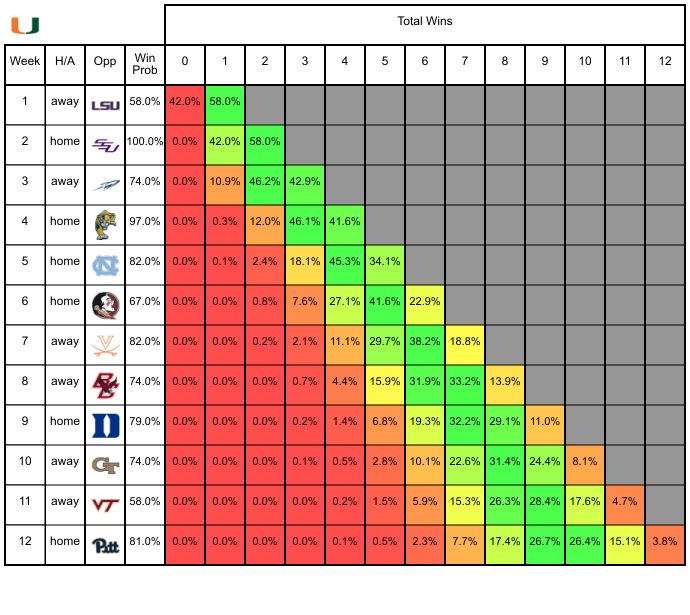 Total Wins
Week H/A Opp Win Prob 0 1 2 3 4 5 6 7 8 9 10 11 12
1 away LSU 58.0% 42.0% 58.0%
2 home SSU 100.0% 0.0% 42.0% 58.0%
3 away 74.0% 0.0% 10.9% 46.2% 42.9%
4 home 97.0% 0.0% 0.3% 12.0% 46.1% 41.6%
5 home NC 82.0% 0.0% 0.1% 2.4% 18.1% 45.3% 34.1%
6 home 67.0% 0.0% 0.0% 0.8% 7.6% 27.1% 41.6% 22.9%
7 away V 82.0% 0.0% 0.0% 0.2% 2.1% 11.1% 29.7% 38.2% 18.8%
8 away BC 74.0% 0.0% 0.0% 0.0% 0.7% 4.4% 15.9% 31.9% 33.2% 13.9%
9 home D 79.0% 0.0% 0.0% 0.0% 0.2% 1.4% 6.8% 19.3% 32.2% 29.1% 11.0%
10 away GT 74.0% 0.0% 0.0% 0.0% 0.1% 0.5% 2.8% 10.1% 22.6% 31.4% 24.4% 8.1%
11 away VT 58.0% 0.0% 0.0% 0.0% 0.0% 0.2% 1.5% 5.9% 15.3% 26.3% 28.4% 17.6% 4.7%
12 home Pitt 81.0% 0.0% 0.0% 0.0% 0.0% 0.1% 0.5% 2.3% 7.7% 17.4% 26.7% 26.4% 15.1% 3.8%